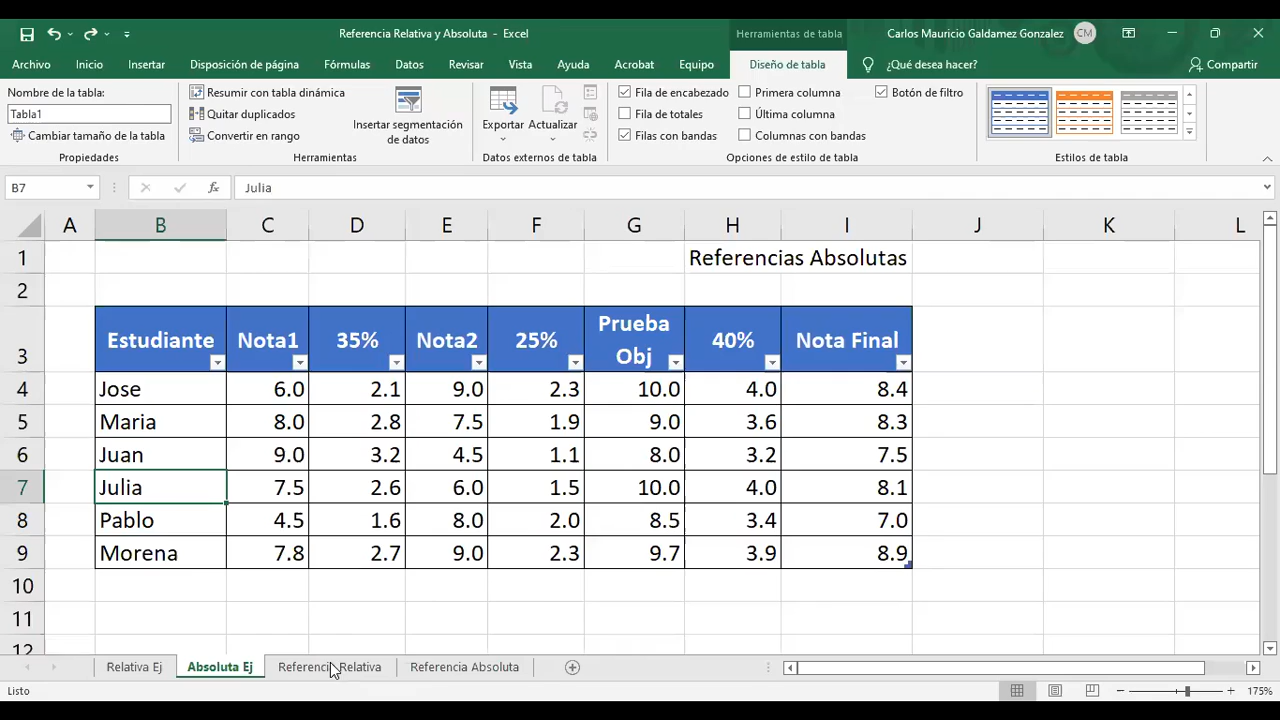 Referencia Relativa y Absoluta - Excel
Herramientas de tabla
Carlos Mauricio Galdamez Gonzalez
CM
Archivo
Inicio
Insertar
Disposición de página
Fórmulas
Datos
Revisar
Vista
Ayuda
Acrobat
Equipo
Diseño de tabla
¿Qué desea hacer?
Compartir
Nombre de la tabla:
Tabla1
Cambiar tamaño de la tabla
Propiedades
Resumir con tabla dinámica
Quitar duplicados
Convertir en rango
Insertar segmentación
de datos
Herramientas
Exportar
Actualizar
Datos externos de tabla
Fila de encabezado
Fila de totales
Filas con bandas
Primera columna
Última columna
Columnas con bandas
Botón de filtro
Opciones de estilo de tabla
Estilos de tabla
B7
fx
Julia
A B C D E F G H I J K L
1 Referencias Absolutas
2
3 Estudiante Nota1 35% Nota2 25% Prueba Obj 40% Nota Final
4 Jose 6.0 2.1 9.0 2.3 10.0 4.0 8.4
5 Maria 8.0 2.8 7.5 1.9 9.0 3.6 8.3
6 Juan 9.0 3.2 4.5 1.1 8.0 3.2 7.5
7 Julia 7.5 2.6 6.0 1.5 10.0 4.0 8.1
8 Pablo 4.5 1.6 8.0 2.0 8.5 3.4 7.0
9 Morena 7.8 2.7 9.0 2.3 9.7 3.9 8.9
10
11
12
Relativa Ej
Absoluta Ej
Referencia Relativa
Referencia Absoluta
Listo
175%